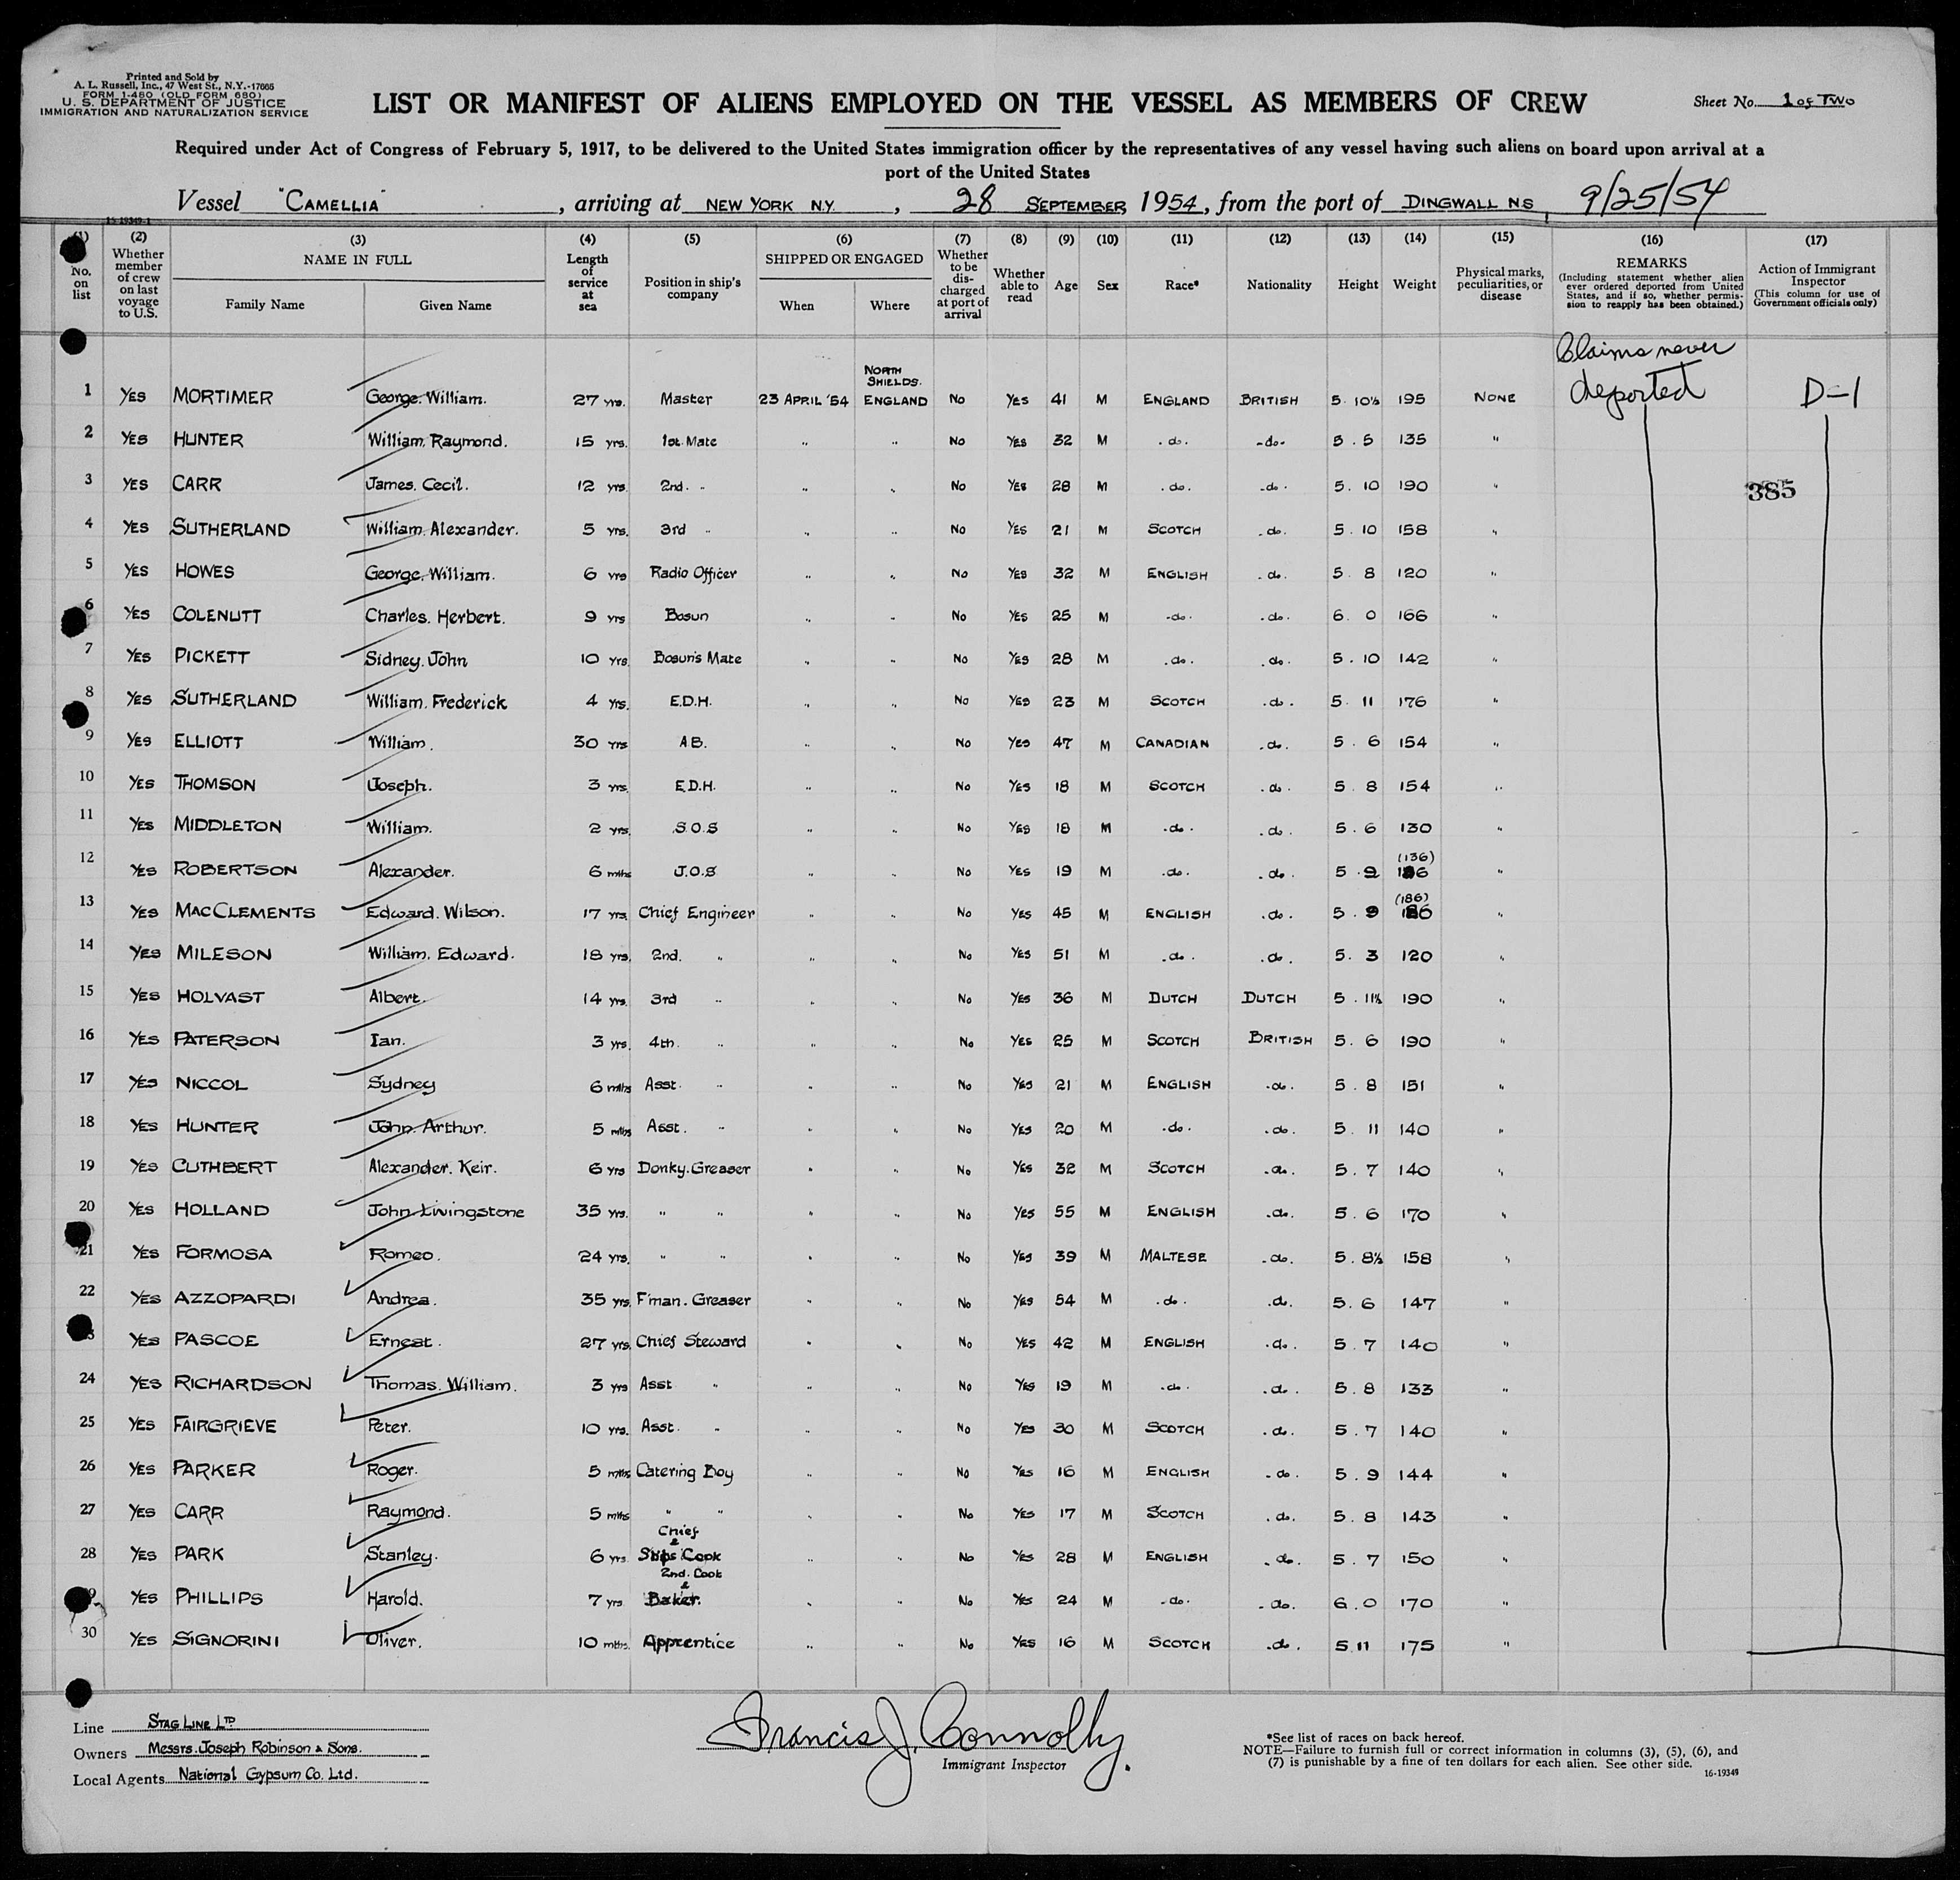 Printed and Sold by
A. L. Russell, Inc., 47 West St., N.Y.-17665
FORM 1-480 (OLD FORM 680)
U. S. DEPARTMENT OF JUSTICE
IMMIGRATION AND NATURALIZATION SERVICE
LIST OR MANIFEST OF ALIENS EMPLOYED ON THE VESSEL AS MEMBERS OF CREW
Sheet No. 1 of TWO
Required under Act of Congress of February 5, 1917, to be delivered to the United States immigration officer by the representatives of any vessel having such aliens on board upon arrival at a
port of the United States
Vessel "CAMELLIA", arriving at NEW YORK N.Y., 28 SEPTEMBER 1954, from the port of DINGWALL N.S, 9/25/54
16-19349-1
(1) No. on list
(2) Whether member of crew on last voyage to U.S.
(3) NAME IN FULL Family Name Given Name
(4) Length of service at sea
(5) Position in ship's company
(6) SHIPPED OR ENGAGED When Where
(7) Whether to be discharged at port of arrival
(8) Whether able to read
(9) Age
(10) Sex
(11) Race*
(12) Nationality
(13) Height
(14) Weight
(15) Physical marks, peculiarities, or disease
(16) REMARKS (Including statement whether alien ever ordered deported from United States, and if so, whether permission to reapply has been obtained.)
(17) Action of Immigrant Inspector (This column for use of Government officials only)
Claims never
deported
1 YES MORTIMER George. William. 27 yrs. Master 23 APRIL '54 NORTH SHIELDS. ENGLAND No YES 41 M ENGLAND BRITISH 5. 10½ 195 NONE D-1
2 YES HUNTER William. Raymond. 15 yrs. 1st. Mate " " No YES 32 M .do. -do- 5 . 5 135 "
3 YES CARR James. Cecil. 12 yrs. 2nd. " " " No YES 28 M .do. .do. 5. 10 190 "
385
4 YES SUTHERLAND William. Alexander. 5 yrs. 3rd " " " No YES 21 M SCOTCH .do. 5. 10 158 "
5 YES HOWES George. William. 6 yrs Radio Officer " " No YES 32 M ENGLISH .do. 5. 8 120 "
6 YES COLENUTT Charles. Herbert. 9 yrs Bosun " " No YES 25 M .do. .do. 6. 0 166 "
7 YES PICKETT Sidney. John 10 yrs. Bosun's Mate " " No YES 28 M .do. .do. 5. 10 142 "
8 YES SUTHERLAND William. Frederick 4 yrs. E.D.H. " " No YES 23 M SCOTCH .do. 5. 11 176 "
9 YES ELLIOTT William. 30 yrs A.B. " " No YES 47 M CANADIAN .do. 5. 6 154 "
10 YES THOMSON Joseph. 3 yrs. E.D.H. " " No YES 18 M SCOTCH .do. 5. 8 154 "
11 YES MIDDLETON William. 2 yrs. S.O.S " " No YES 18 M .do. .do. 5. 6 130 "
12 YES ROBERTSON Alexander. 6 mths J.O.S " " No YES 19 M .do. .do. 5 .9 (136) 136 "
13 YES MACCLEMENTS Edward. Wilson. 17 yrs Chief Engineer " " No YES 45 M ENGLISH .do. 5. 9 (186) 186 "
14 YES MILESON William. Edward. 18 yrs. 2nd. " " " No YES 51 M .do. .do. 5. 3 120 "
15 YES HOLVAST Albert. 14 yrs. 3rd " " " No YES 36 M DUTCH DUTCH 5. 11½ 190 "
16 YES PATERSON Ian. 3 yrs. 4th. " " " No YES 25 M SCOTCH BRITISH 5. 6 190 "
17 YES NICCOL Sydney 6 mths Asst. " " " No YES 21 M ENGLISH .do. 5. 8 151 "
18 YES HUNTER John. Arthur. 5 mths Asst. " " " No YES 20 M .do. .do. 5. 11 140 "
19 YES CUTHBERT Alexander. Keir. 6 yrs Donky. Greaser " " No YES 32 M SCOTCH .do. 5. 7 140 "
20 YES HOLLAND John Livingstone 35 yrs. " " " " No YES 55 M ENGLISH .do. 5. 6 170 "
21 YES FORMOSA Romeo. 24 yrs. " " " " No YES 39 M MALTESE .do. 5. 8½ 158 "
22 YES AZZOPARDI Andrea. 35 yrs. F'man. Greaser " " No YES 54 M .do. .do. 5. 6 147 "
3 YES PASCOE Ernest. 27 yrs. Chief Steward " " No YES 42 M ENGLISH .do. 5. 7 140 "
24 YES RICHARDSON Thomas. William. 3 yrs Asst " " " No YES 19 M .do. .do. 5. 8 133 "
25 YES FAIRGRIEVE Peter. 10 yrs. Asst. " " " No YES 30 M SCOTCH .do. 5. 7 140 "
26 YES PARKER Roger. 5 mths Catering Boy " " No YES 16 M ENGLISH .do. 5. 9 144 "
27 YES CARR Raymond. 5 mths " " " " No YES 17 M SCOTCH .do. 5. 8 143 "
28 YES PARK Stanley. 6 yrs. Chief & Ships Cook " " No YES 28 M ENGLISH .do. 5. 7 150 "
9 YES PHILLIPS Harold. 7 yrs 2nd. Cook & Baker. " " No YES 24 M .do. .do. 6. 0 170 "
30 YES SIGNORINI Oliver. 10 mths. Apprentice " " No YES 16 M SCOTCH .do. 5 11 175 "
Line STAG LINE LTD
Owners Messrs. Joseph Robinson & Sons.
Local Agents National Gypsum Co. Ltd.
Francis J. Connolly.
Immigrant Inspector
*See list of races on back hereof.
NOTE—Failure to furnish full or correct information in columns (3), (5), (6), and
(7) is punishable by a fine of ten dollars for each alien. See other side.
16-19349